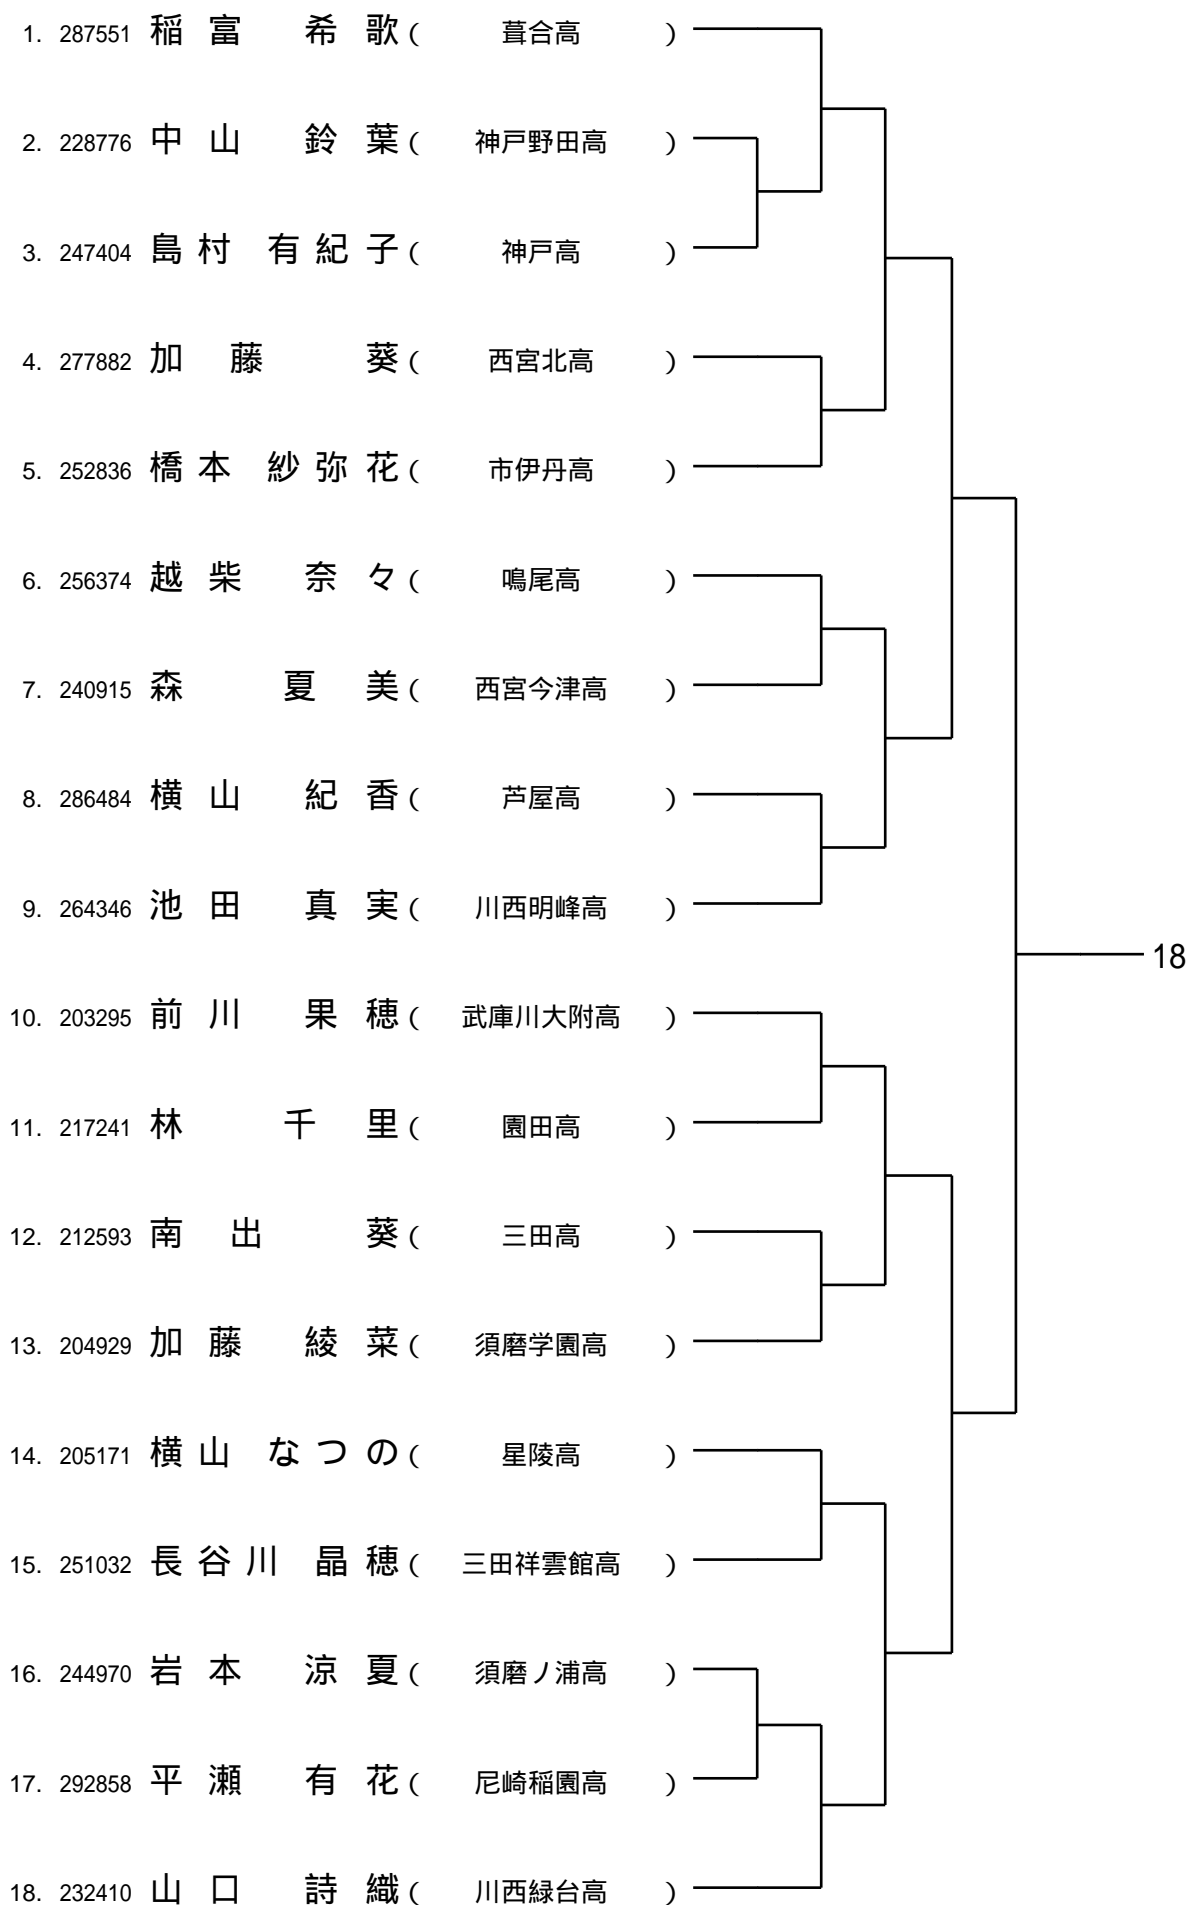 1. 287551 稲富 希歌 ( 葺合高 )
2. 228776 中山 鈴葉 ( 神戸野田高 )
3. 247404 島村 有紀子 ( 神戸高 )
4. 277882 加藤 葵 ( 西宮北高 )
5. 252836 橋本 紗弥花 ( 市伊丹高 )
6. 256374 越柴 奈々 ( 鳴尾高 )
7. 240915 森 夏美 ( 西宮今津高 )
8. 286484 横山 紀香 ( 芦屋高 )
9. 264346 池田 真実 ( 川西明峰高 )
18
10. 203295 前川 果穂 ( 武庫川大附高 )
11. 217241 林 千里 ( 園田高 )
12. 212593 南出 葵 ( 三田高 )
13. 204929 加藤 綾菜 ( 須磨学園高 )
14. 205171 横山 なつの ( 星陵高 )
15. 251032 長谷川 晶穂 ( 三田祥雲館高 )
16. 244970 岩本 涼夏 ( 須磨ノ浦高 )
17. 292858 平瀬 有花 ( 尼崎稲園高 )
18. 232410 山口 詩織 ( 川西緑台高 )